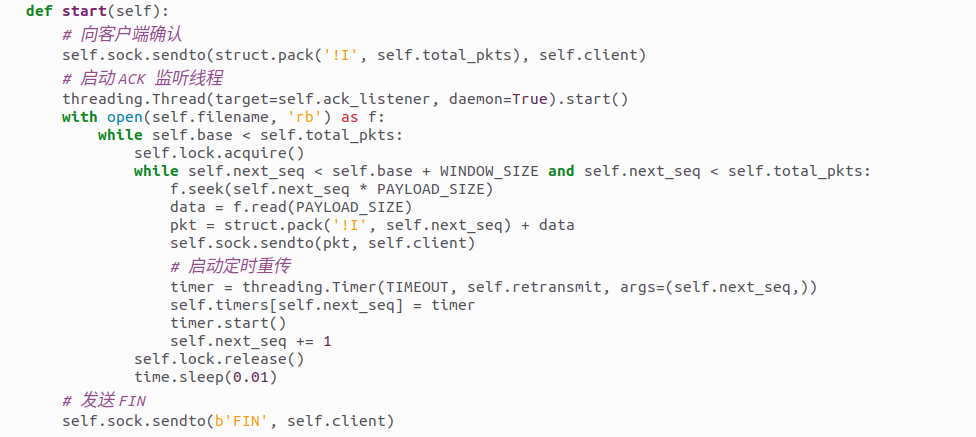 def start(self):
    # 向客户端确认
    self.sock.sendto(struct.pack('!I', self.total_pkts), self.client)
    # 启动 ACK 监听线程
    threading.Thread(target=self.ack_listener, daemon=True).start()
    with open(self.filename, 'rb') as f:
        while self.base < self.total_pkts:
            self.lock.acquire()
            while self.next_seq < self.base + WINDOW_SIZE and self.next_seq < self.total_pkts:
                f.seek(self.next_seq * PAYLOAD_SIZE)
                data = f.read(PAYLOAD_SIZE)
                pkt = struct.pack('!I', self.next_seq) + data
                self.sock.sendto(pkt, self.client)
                # 启动定时重传
                timer = threading.Timer(TIMEOUT, self.retransmit, args=(self.next_seq,))
                self.timers[self.next_seq] = timer
                timer.start()
                self.next_seq += 1
            self.lock.release()
            time.sleep(0.01)
    # 发送 FIN
    self.sock.sendto(b'FIN', self.client)